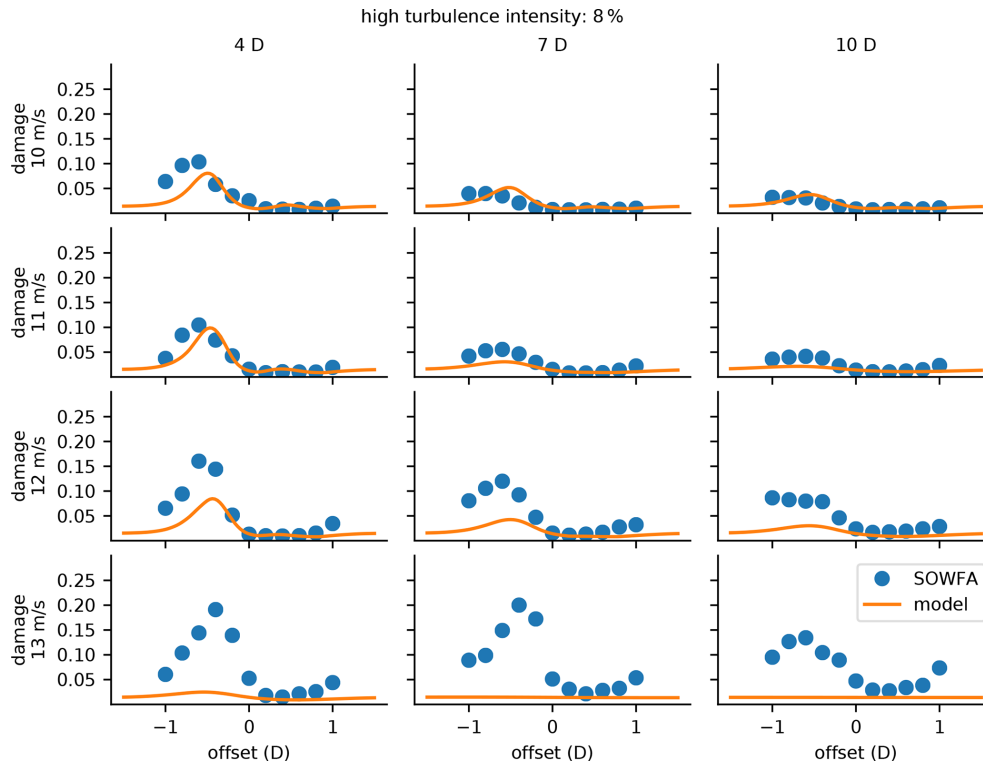 high turbulence intensity: 8 %
4 D 7 D 10 D
damage
10 m/s
0.25
0.20
0.15
0.10
0.05
damage
11 m/s
0.25
0.20
0.15
0.10
0.05
damage
12 m/s
0.25
0.20
0.15
0.10
0.05
damage
13 m/s
0.25
0.20
0.15
0.10
0.05
SOWFA
model
−1 0 1 −1 0 1 −1 0 1
offset (D) offset (D) offset (D)